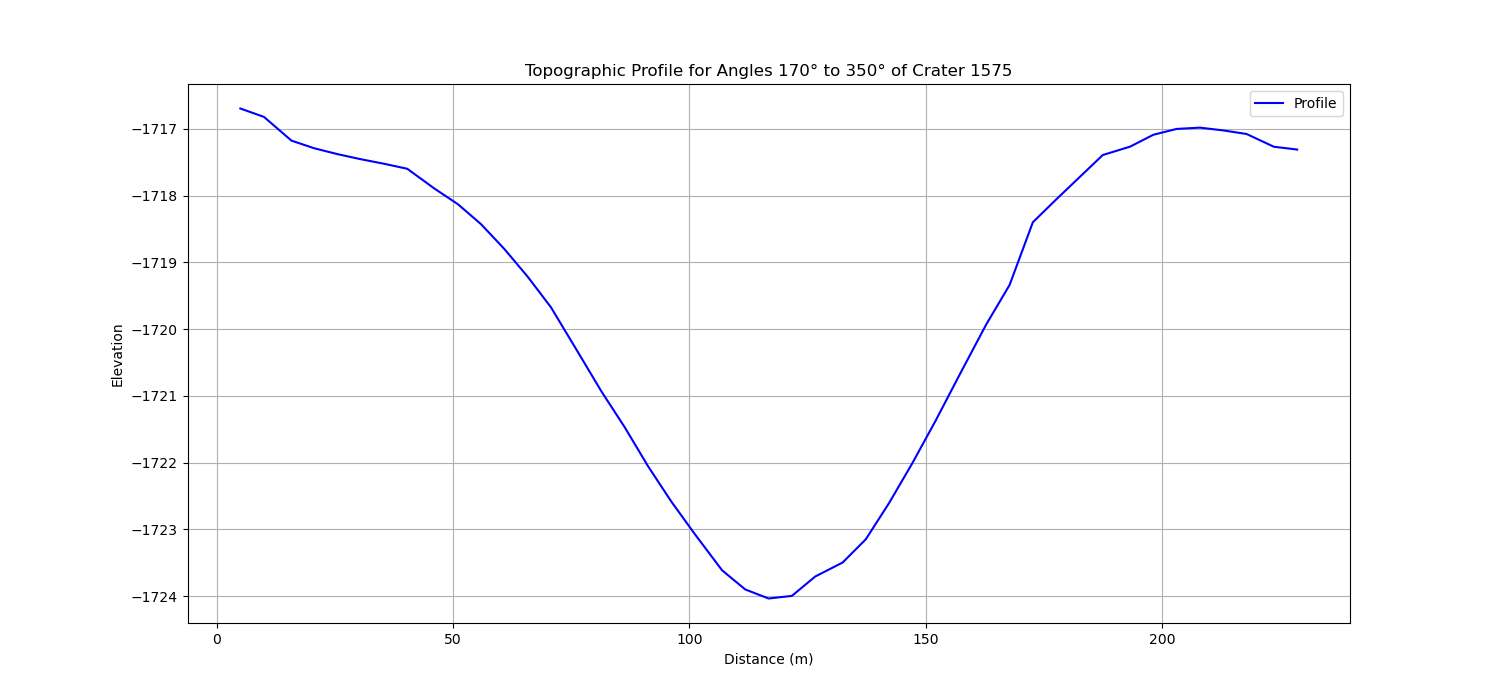 Topographic Profile for Angles 170° to 350° of Crater 1575
Profile
−1717
−1718
−1719
−1720
−1721
−1722
−1723
−1724
Elevation
0 50 100 150 200
Distance (m)